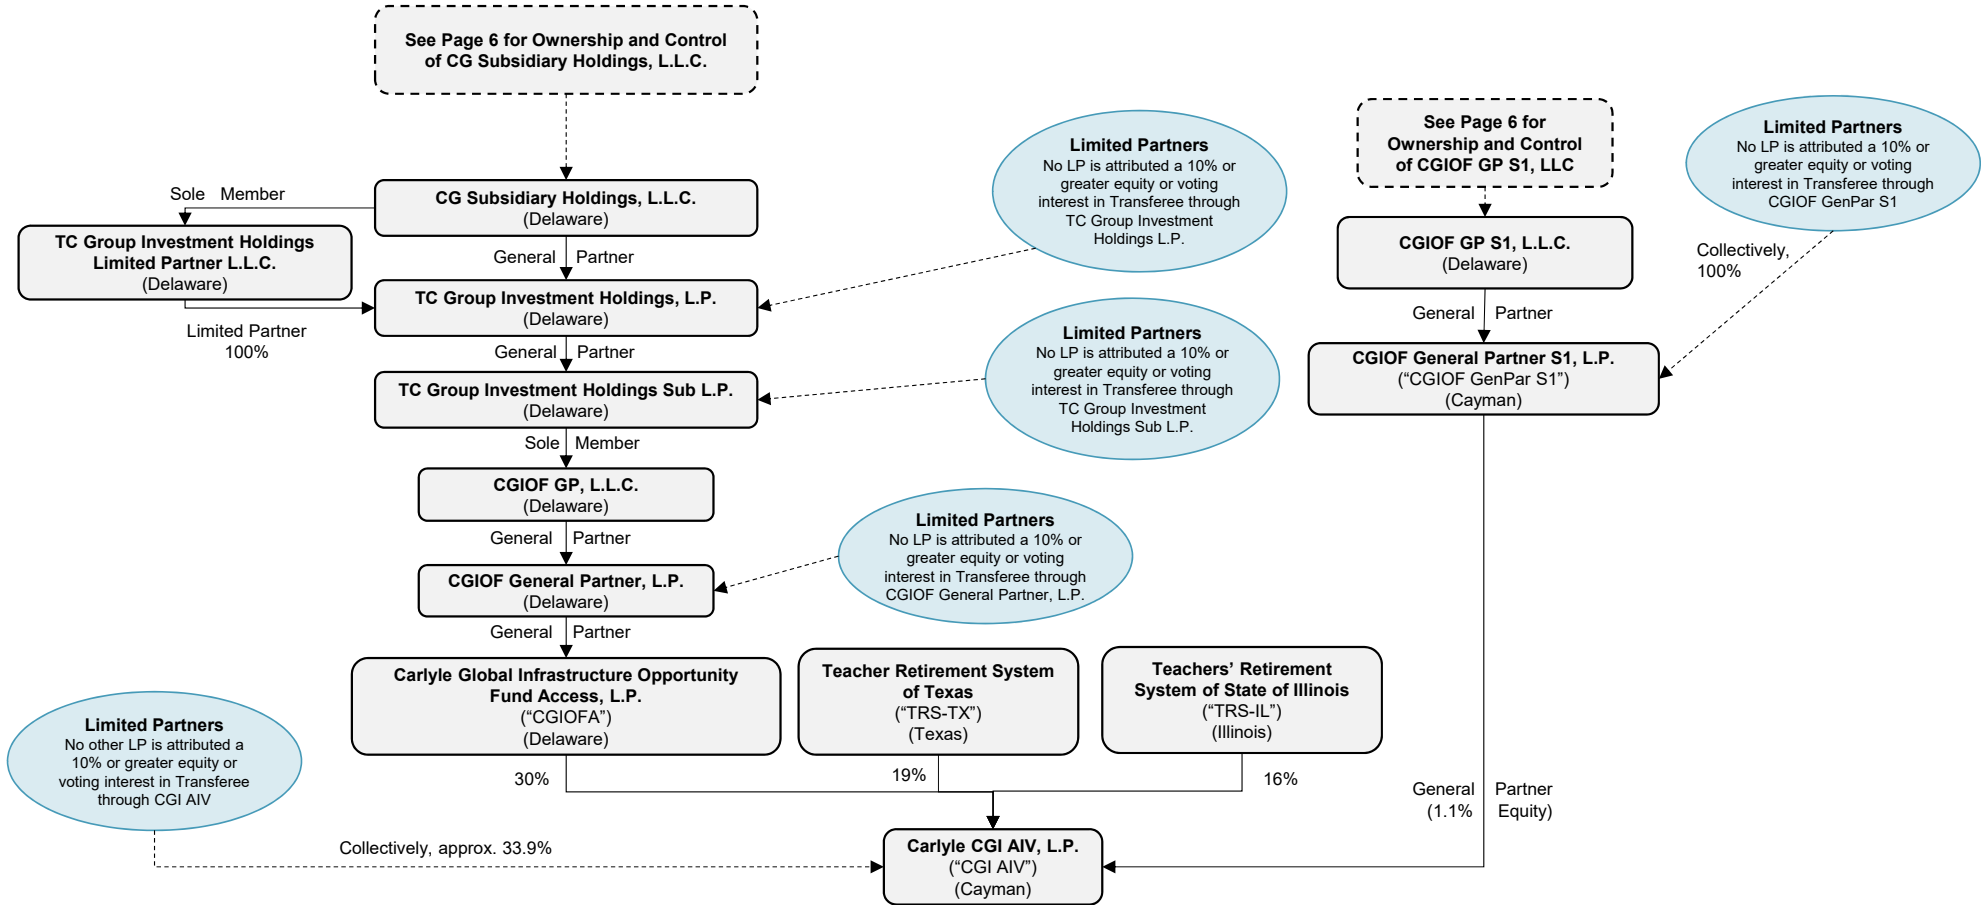 See Page 6 for Ownership and Control
of CG Subsidiary Holdings, L.L.C.
See Page 6 for
Ownership and Control
of CGIOF GP S1, LLC
Limited Partners
No LP is attributed a 10% or
greater equity or voting
interest in Transferee through
CGIOF GenPar S1
Limited Partners
No LP is attributed a 10% or
greater equity or voting
interest in Transferee through
TC Group Investment
Holdings L.P.
Sole Member
CG Subsidiary Holdings, L.L.C.
(Delaware)
TC Group Investment Holdings
Limited Partner L.L.C.
(Delaware)
General Partner
CGIOF GP S1, L.L.C.
(Delaware)
Collectively,
100%
TC Group Investment Holdings, L.P.
(Delaware)
Limited Partner
100%
General Partner
General Partner
Limited Partners
No LP is attributed a 10% or
greater equity or voting
interest in Transferee through
TC Group Investment
Holdings Sub L.P.
CGIOF General Partner S1, L.P.
(“CGIOF GenPar S1”)
(Cayman)
TC Group Investment Holdings Sub L.P.
(Delaware)
Sole Member
CGIOF GP, L.L.C.
(Delaware)
General Partner
Limited Partners
No LP is attributed a 10% or
greater equity or voting
interest in Transferee through
CGIOF General Partner, L.P.
CGIOF General Partner, L.P.
(Delaware)
General Partner
Carlyle Global Infrastructure Opportunity
Fund Access, L.P.
(“CGIOFA”)
(Delaware)
Teacher Retirement System
of Texas
(“TRS-TX”)
(Texas)
Teachers’ Retirement
System of State of Illinois
(“TRS-IL”)
(Illinois)
Limited Partners
No other LP is attributed a
10% or greater equity or
voting interest in Transferee
through CGI AIV
30%
19%
16%
General Partner
(1.1% Equity)
Collectively, approx. 33.9%
Carlyle CGI AIV, L.P.
(“CGI AIV”)
(Cayman)